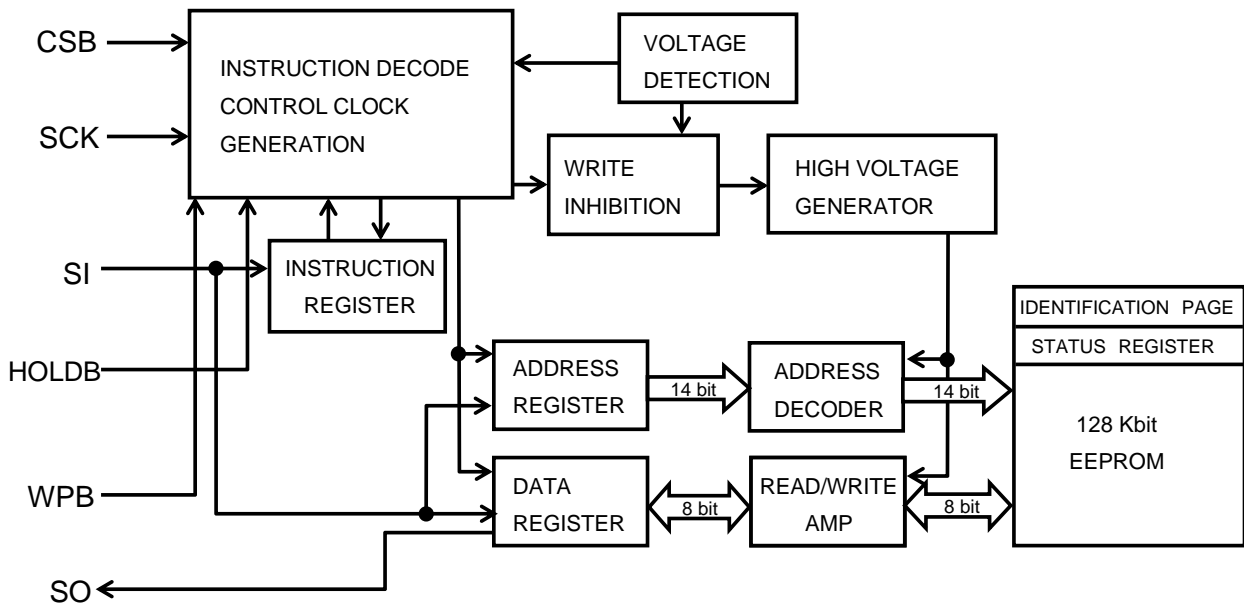 CSB
SCK
SI
HOLDB
WPB
SO
INSTRUCTION DECODE
CONTROL CLOCK
GENERATION
VOLTAGE
DETECTION
WRITE
INHIBITION
HIGH VOLTAGE
GENERATOR
INSTRUCTION
REGISTER
ADDRESS
REGISTER
14 bit
ADDRESS
DECODER
14 bit
DATA
REGISTER
8 bit
READ/WRITE
AMP
8 bit
IDENTIFICATION PAGE
STATUS REGISTER
128 Kbit
EEPROM